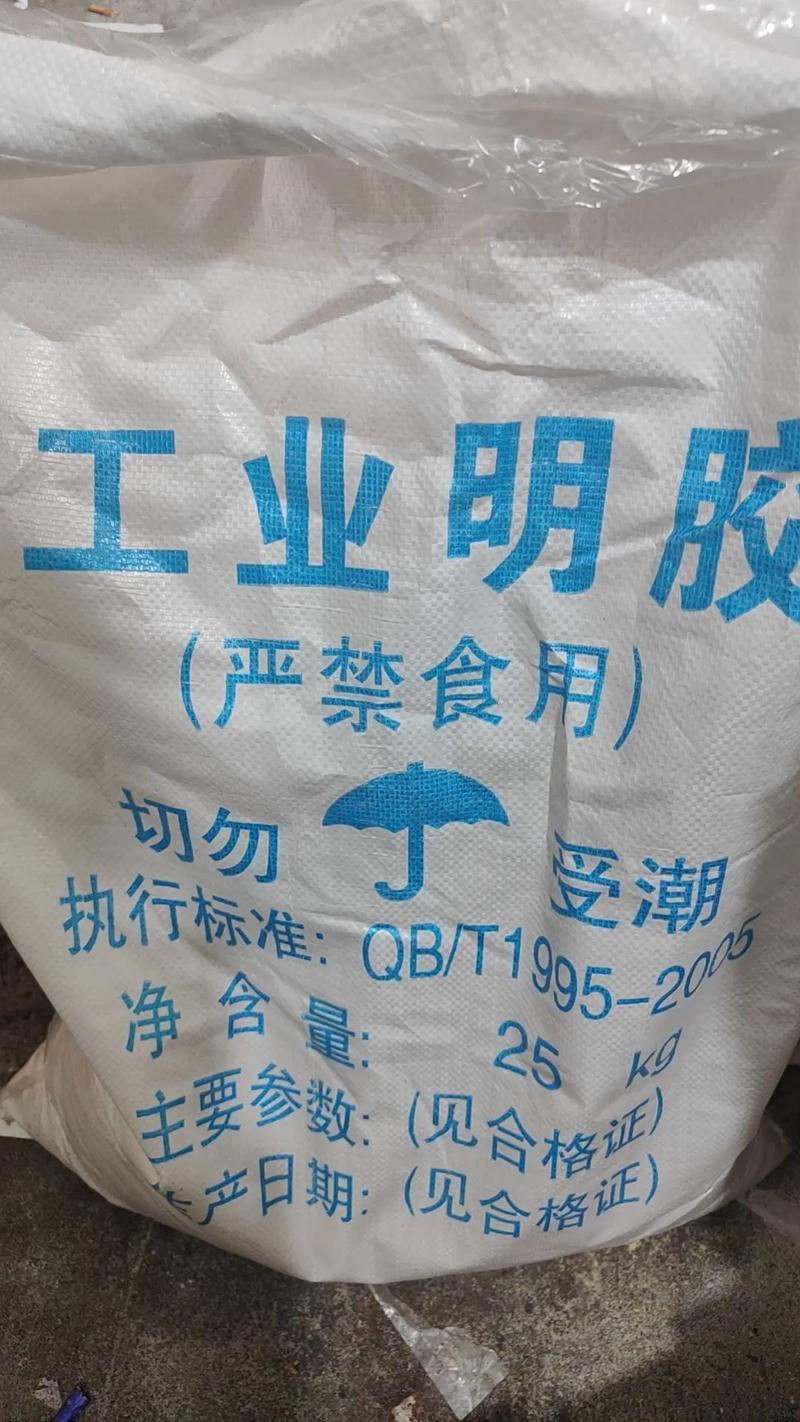 工业明胶
(严禁食用)
切勿 受潮
执行标准: QB/T1995-2005
净含量: 25 kg
主要参数: (见合格证)
生产日期: (见合格证)